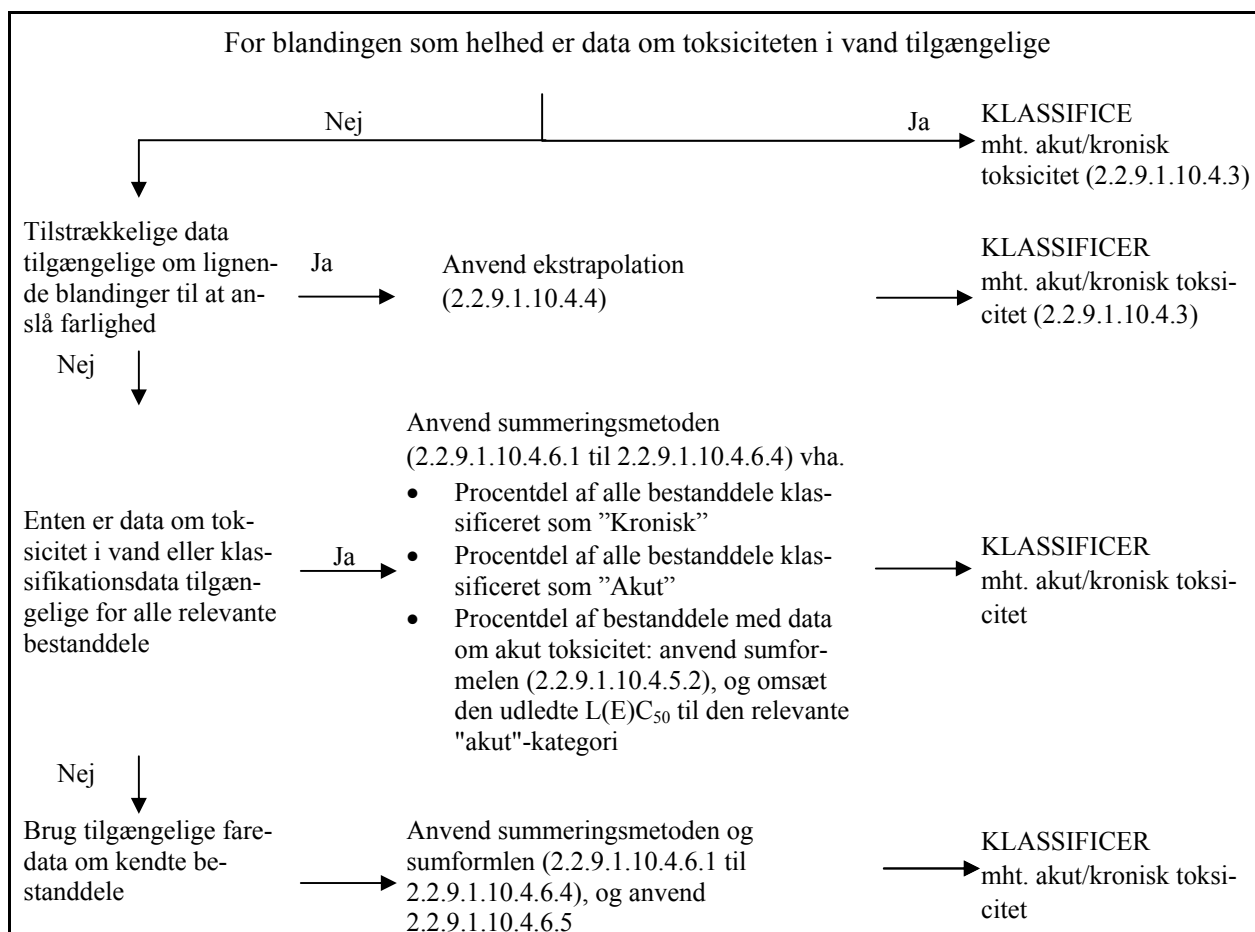 For blandingen som helhed er data om toksiciteten i vand tilgængelige
Nej
Ja
KLASSIFICE
mht. akut/kronisk
toksicitet (2.2.9.1.10.4.3)
Tilstrækkelige data
tilgængelige om lignen-
de blandinger til at an-
slå farlighed
Ja
Anvend ekstrapolation
(2.2.9.1.10.4.4)
KLASSIFICER
mht. akut/kronisk toksi-
citet (2.2.9.1.10.4.3)
Nej
Enten er data om tok-
sicitet i vand eller klas-
sifikationsdata tilgæn-
gelige for alle relevante
bestanddele
Ja
Anvend summeringsmetoden
(2.2.9.1.10.4.6.1 til 2.2.9.1.10.4.6.4) vha.
• Procentdel af alle bestanddele klas-
sificeret som ”Kronisk”
• Procentdel af alle bestanddele klas-
sificeret som ”Akut”
• Procentdel af bestanddele med data
om akut toksicitet: anvend sumfor-
melen (2.2.9.1.10.4.5.2), og omsæt
den udledte L(E)C₅₀ til den relevante
"akut"-kategori
KLASSIFICER
mht. akut/kronisk toksi-
citet
Nej
Brug tilgængelige fare-
data om kendte be-
standdele
Anvend summeringsmetoden og
sumformlen (2.2.9.1.10.4.6.1 til
2.2.9.1.10.4.6.4), og anvend
2.2.9.1.10.4.6.5
KLASSIFICER
mht. akut/kronisk toksi-
citet